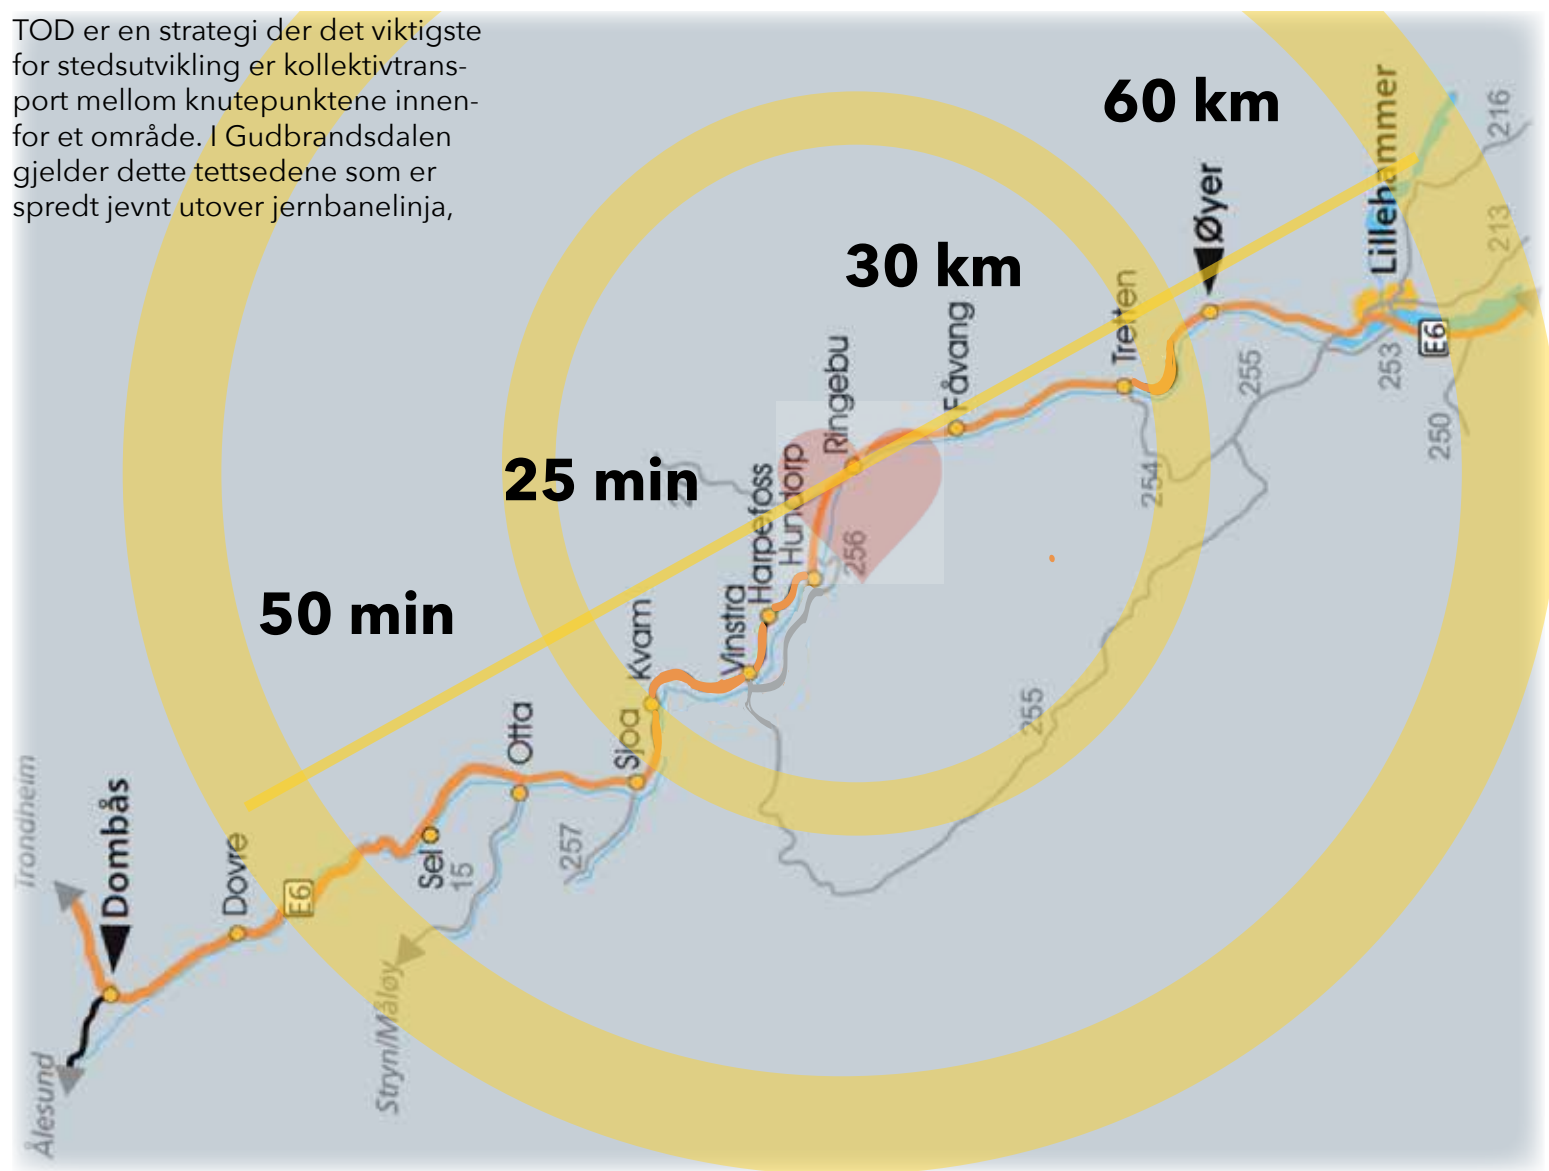 TOD er en strategi der det viktigste
for stedsutvikling er kollektivtrans-
port mellom knutepunktene innen-
for et område. I Gudbrandsdalen
gjelder dette tettsedene som er
spredt jevnt utover jernbanelinja,
60 km
30 km
25 min
50 min
Lillehammer
216
213
Øyer
Tretten
Fåvang
Ringebu
Hundorp
Harpefoss
Vinstra
Kvam
Sjoa
Otta
Sel
Dovre
Dombås
Trondheim
Ålesund
Stryn/Måløy
E6
E6
15
257
256
255
255
254
253
250